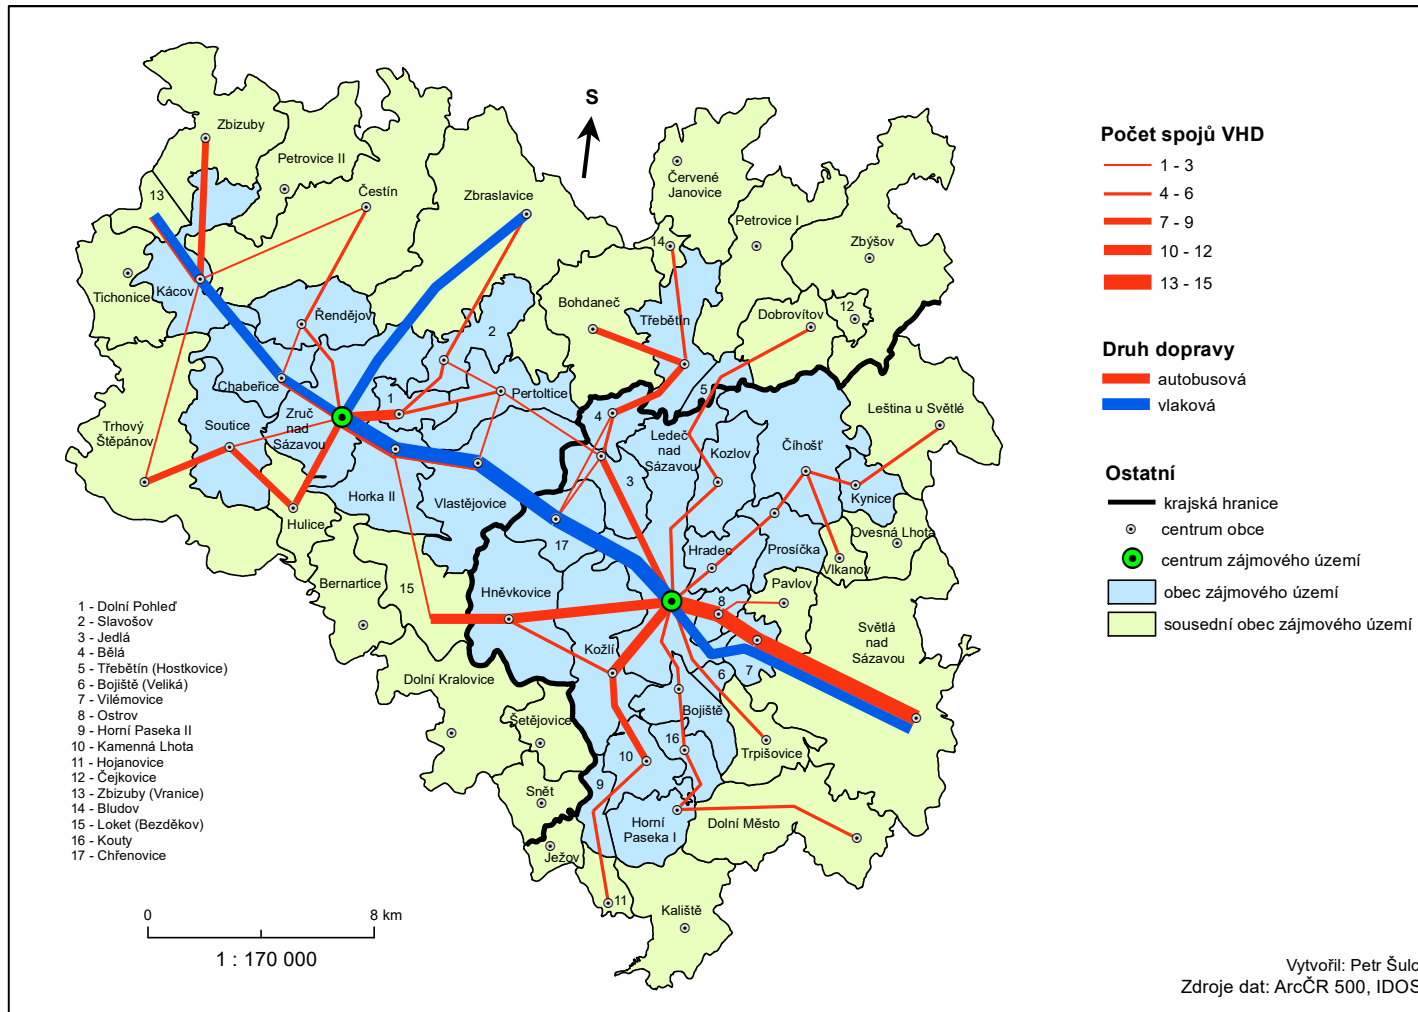 S
Zbizuby
Petrovice II
13
Čestín
Zbraslavice
Červené
Janovice
Petrovice I
14
Zbýšov
Tichonice
Kácov
Řendějov
2
Bohdaneč
Třebětín
Dobrovítov
12
Chabeřice
1
Pertoltice
5
Trhový
Štěpánov
Soutice
Zruč
nad
Sázavou
4
Ledeč
nad
Sázavou
Kozlov
Číhošť
Leština u Světlé
3
Kynice
Horka II
Vlastějovice
Hulice
17
Hradec
Prosíčka
Ovesná Lhota
Vlkanov
Bernartice
15
Hněvkovice
8
Pavlov
Světlá
nad
Sázavou
Kožlí
6
7
Dolní Kralovice
Bojiště
Šetějovice
16
Trpišovice
10
9
Snět
Horní
Paseka I
Dolní Město
Ježov
11
Kaliště
1 - Dolní Pohleď
2 - Slavošov
3 - Jedlá
4 - Bělá
5 - Třebětín (Hostkovice)
6 - Bojiště (Veliká)
7 - Vilémovice
8 - Ostrov
9 - Horní Paseka II
10 - Kamenná Lhota
11 - Hojanovice
12 - Čejkovice
13 - Zbizuby (Vranice)
14 - Bludov
15 - Loket (Bezděkov)
16 - Kouty
17 - Chřenovice
0 8 km
1 : 170 000
Počet spojů VHD
1 - 3
4 - 6
7 - 9
10 - 12
13 - 15
Druh dopravy
autobusová
vlaková
Ostatní
krajská hranice
centrum obce
centrum zájmového území
obec zájmového území
sousední obec zájmového území
Vytvořil: Petr Šulc
Zdroje dat: ArcČR 500, IDOS